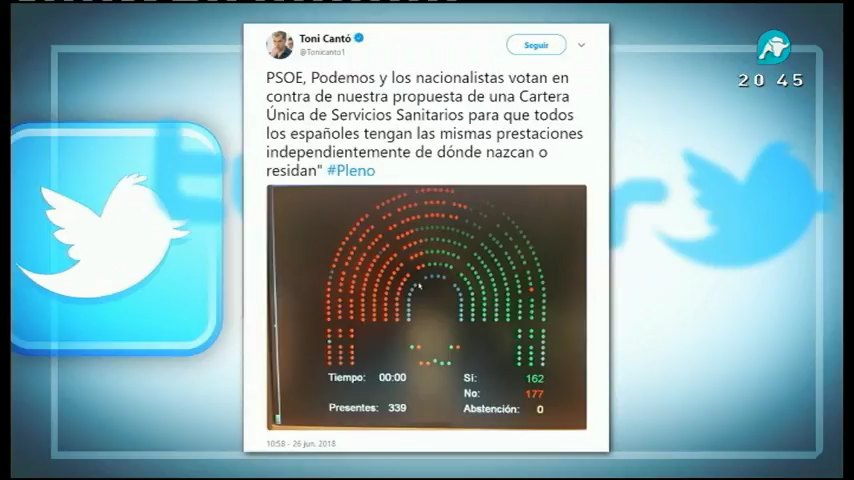 Toni Cantó
@Tonicanto1
Seguir
20 45
PSOE, Podemos y los nacionalistas votan en
contra de nuestra propuesta de una Cartera
Única de Servicios Sanitarios para que todos
los españoles tengan las mismas prestaciones
independientemente de dónde nazcan o
residan" #Pleno
Tiempo: 00:00
Sí: 162
No: 177
Presentes: 339
Abstención: 0
10:58 - 26 jun. 2018